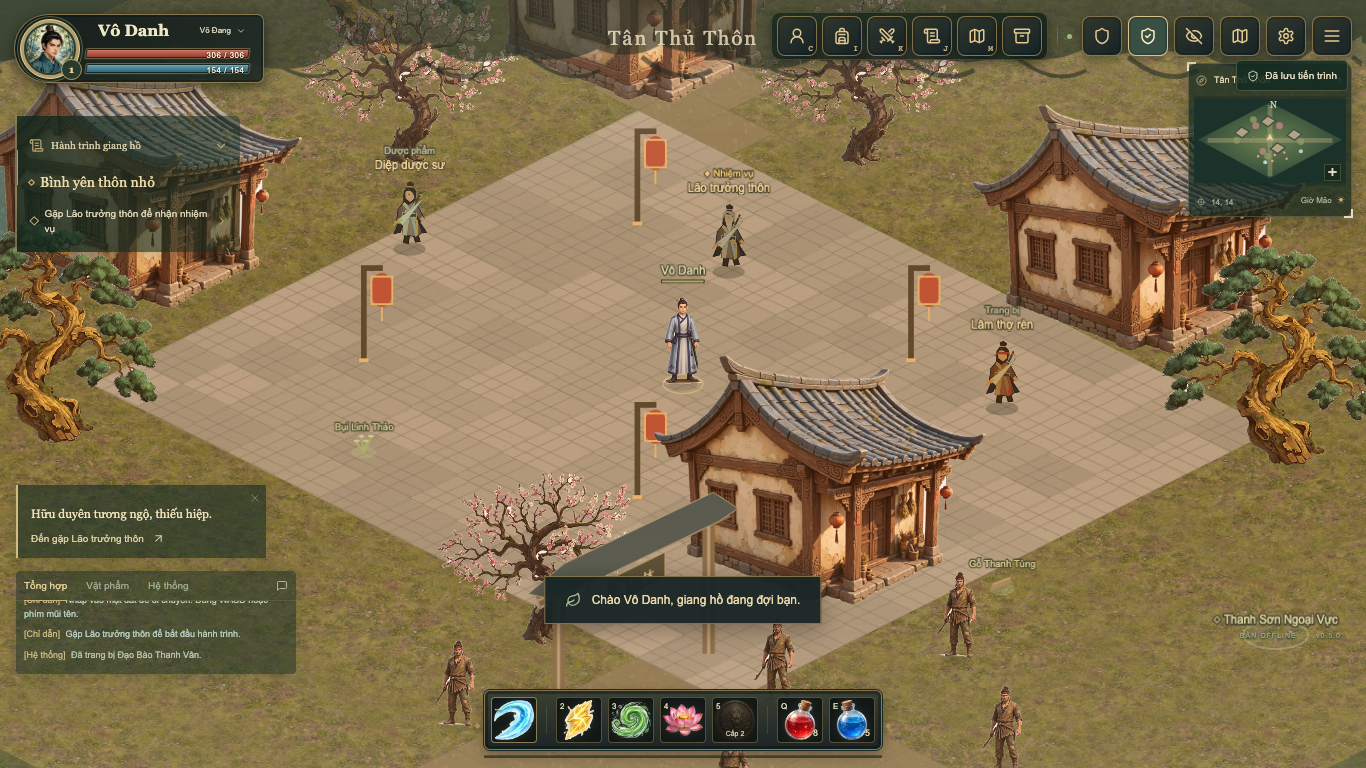 Vô Danh
Võ Đang
306 / 306
154 / 154
1
Tân Thủ Thôn
C
I
K
J
M
Đã lưu tiến trình
N
14, 14
Giờ Mão
Hành trình giang hồ
Bình yên thôn nhỏ
Gặp Lão trưởng thôn để nhận nhiệm
vụ
Dược phẩm
Diệp dược sư
Nhiệm vụ
Lão trưởng thôn
Vô Danh
Trang bị
Lâm thợ rèn
Bụi Linh Thảo
Gỗ Thanh Tùng
Thanh Sơn Ngoại Vực
BẢN OFFLINE v0.5.0
Hữu duyên tương ngộ, thiếu hiệp.
Đến gặp Lão trưởng thôn
Tổng hợp
Vật phẩm
Hệ thống
phím mũi tên.
[Chỉ dẫn] Gặp Lão trưởng thôn để bắt đầu hành trình.
[Hệ thống] Đã trang bị Đạo Bào Thanh Vân.
Chào Vô Danh, giang hồ đang đợi bạn.
2
3
4
5
Cấp 2
Q
8
E
5